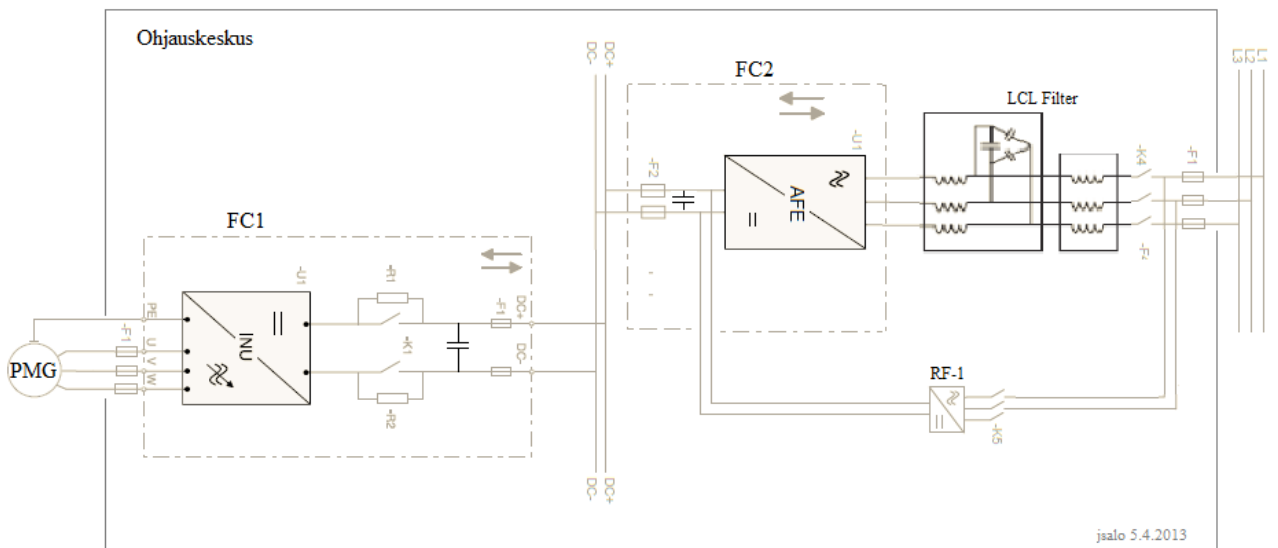 Ohjauskeskus
DC-
DC+
L3
L2
L1
FC2
LCL Filter
-U1
-F2
AFE
-K4
-F1
FC1
-U1
-R1
-F1
DC+
PE
-F1
U
V
W
INU
-K1
DC-
PMG
-R2
RF-1
-K5
DC-
DC+
jsalo 5.4.2013